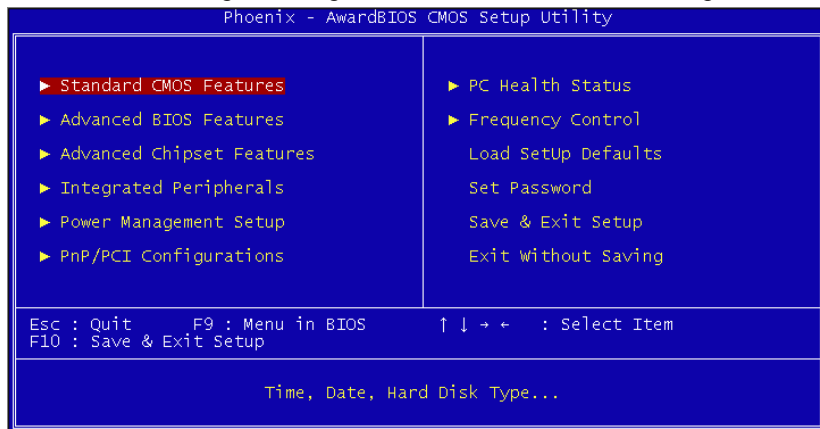 Phoenix - AwardBIOS CMOS Setup Utility
► Standard CMOS Features
► Advanced BIOS Features
► Advanced Chipset Features
► Integrated Peripherals
► Power Management Setup
► PnP/PCI Configurations
► PC Health Status
► Frequency Control
Load SetUp Defaults
Set Password
Save & Exit Setup
Exit Without Saving
Esc : Quit F9 : Menu in BIOS ↑ ↓ → ← : Select Item
F10 : Save & Exit Setup
Time, Date, Hard Disk Type...